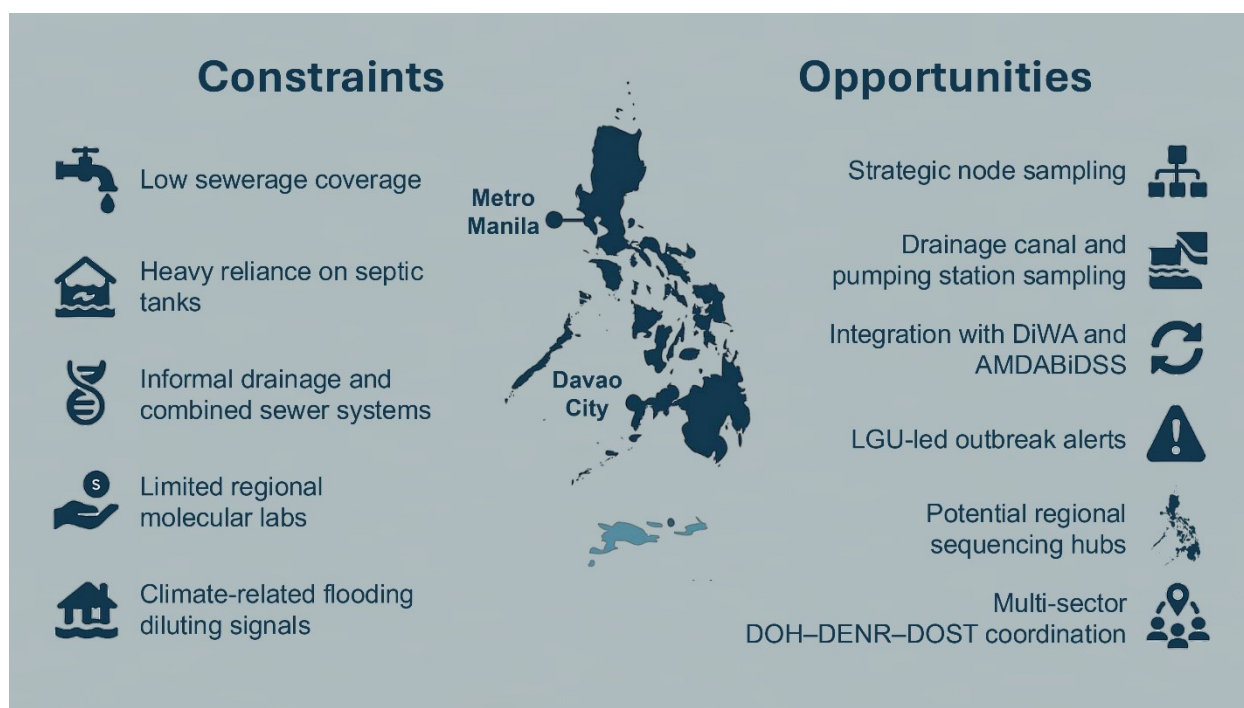 Constraints
Low sewerage coverage
Heavy reliance on septic
tanks
Informal drainage and
combined sewer systems
S
Limited regional
molecular labs
Climate-related flooding
diluting signals
Metro
Manila
Davao
City
Opportunities
Strategic node sampling
Drainage canal and
pumping station sampling
Integration with DiWA and
AMDABiDSS
LGU-led outbreak alerts
Potential regional
sequencing hubs
Multi-sector
DOH–DENR–DOST coordination